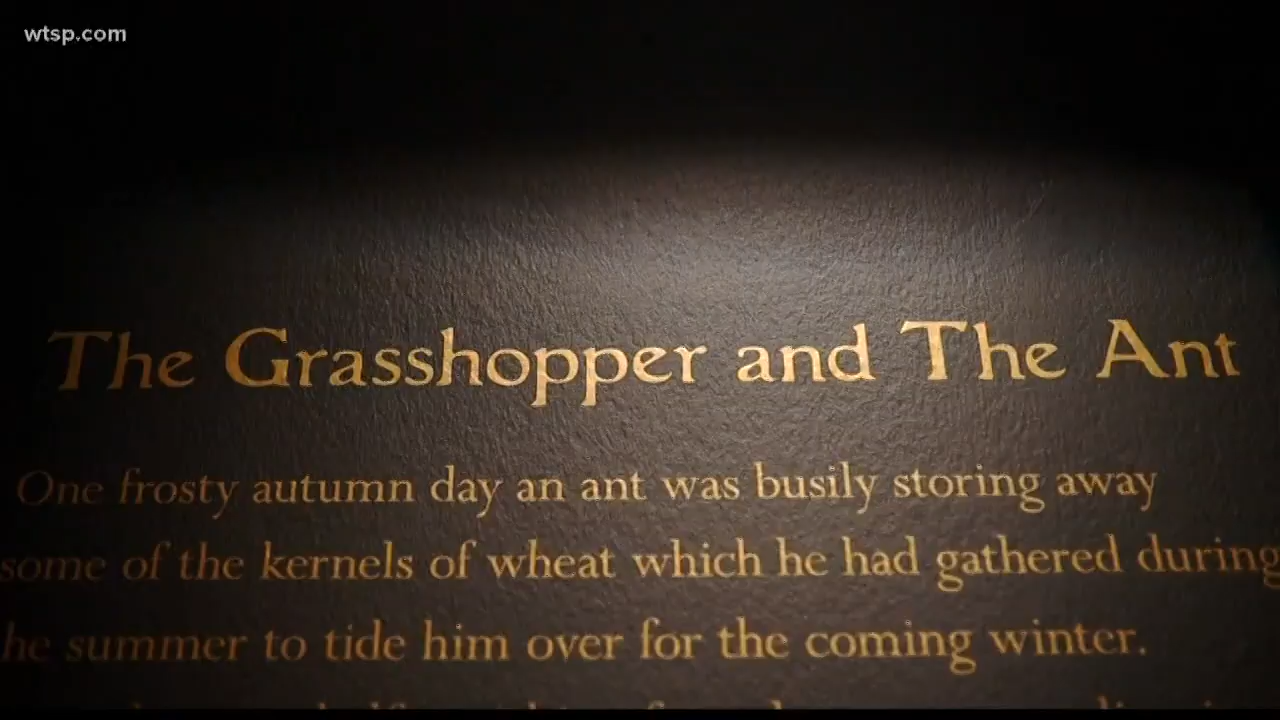 wtsp.com
The Grasshopper and The Ant
One frosty autumn day an ant was busily storing away
some of the kernels of wheat which he had gathered during
he summer to tide him over for the coming winter.